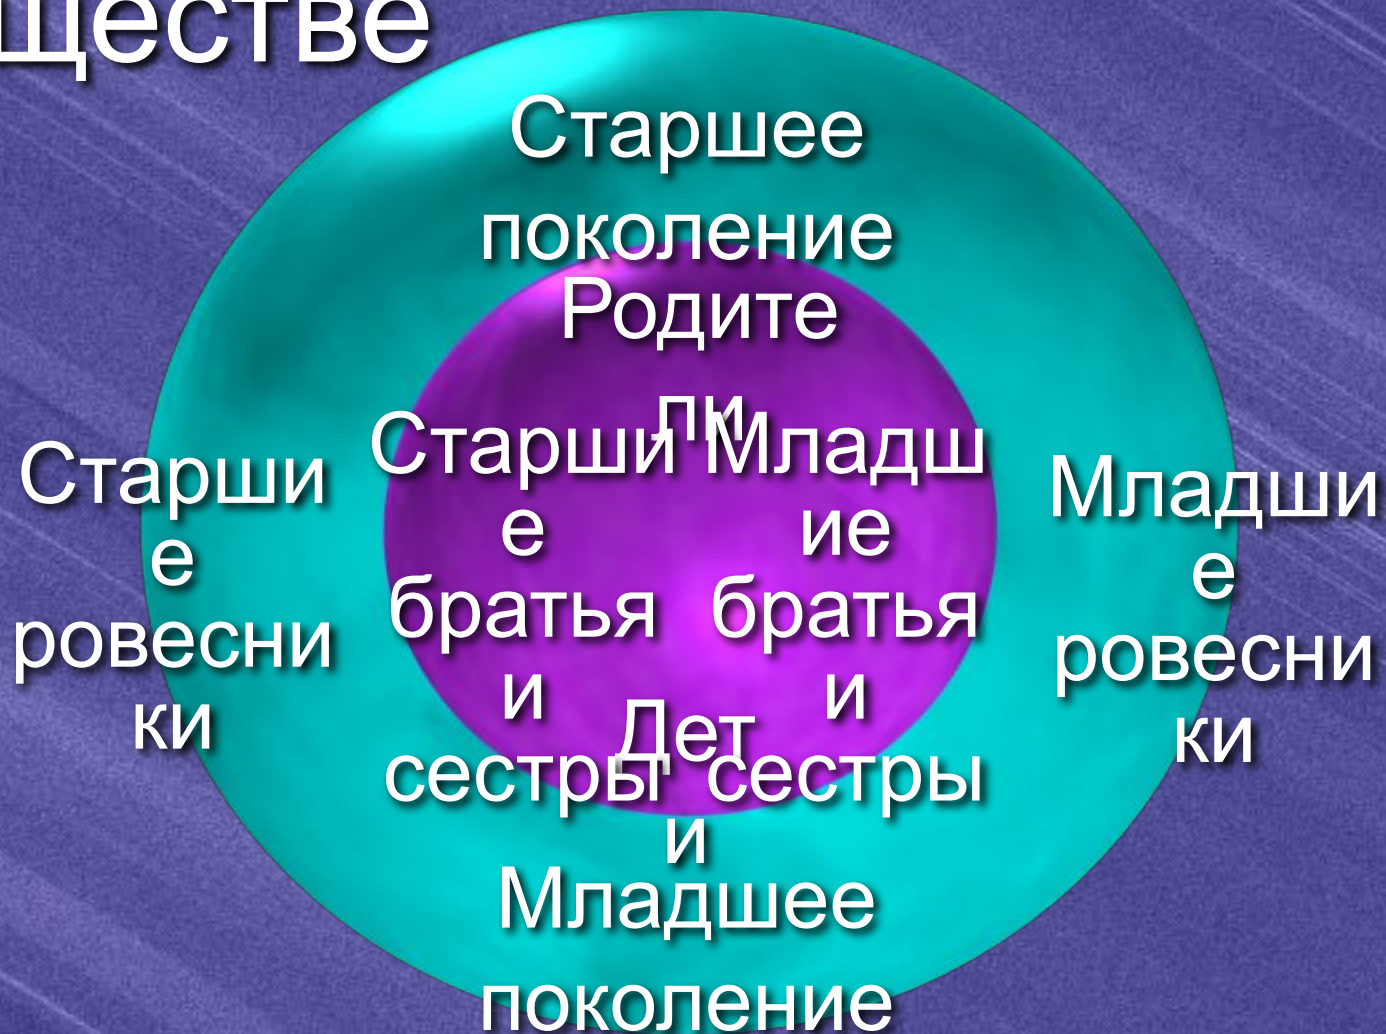 ществе
Старшее
поколение
Родите
ли
Старши
е
братья
и
сестры
Младш
ие
братья
и
сестры
Старши
е
ровесни
ки
Младши
е
ровесни
ки
Дет
и
Младшее
поколение